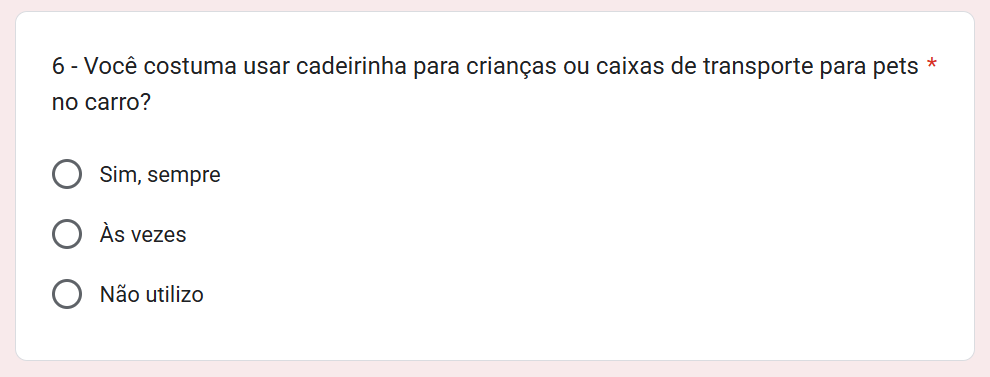 6 - Você costuma usar cadeirinha para crianças ou caixas de transporte para pets *
no carro?
Sim, sempre
Às vezes
Não utilizo